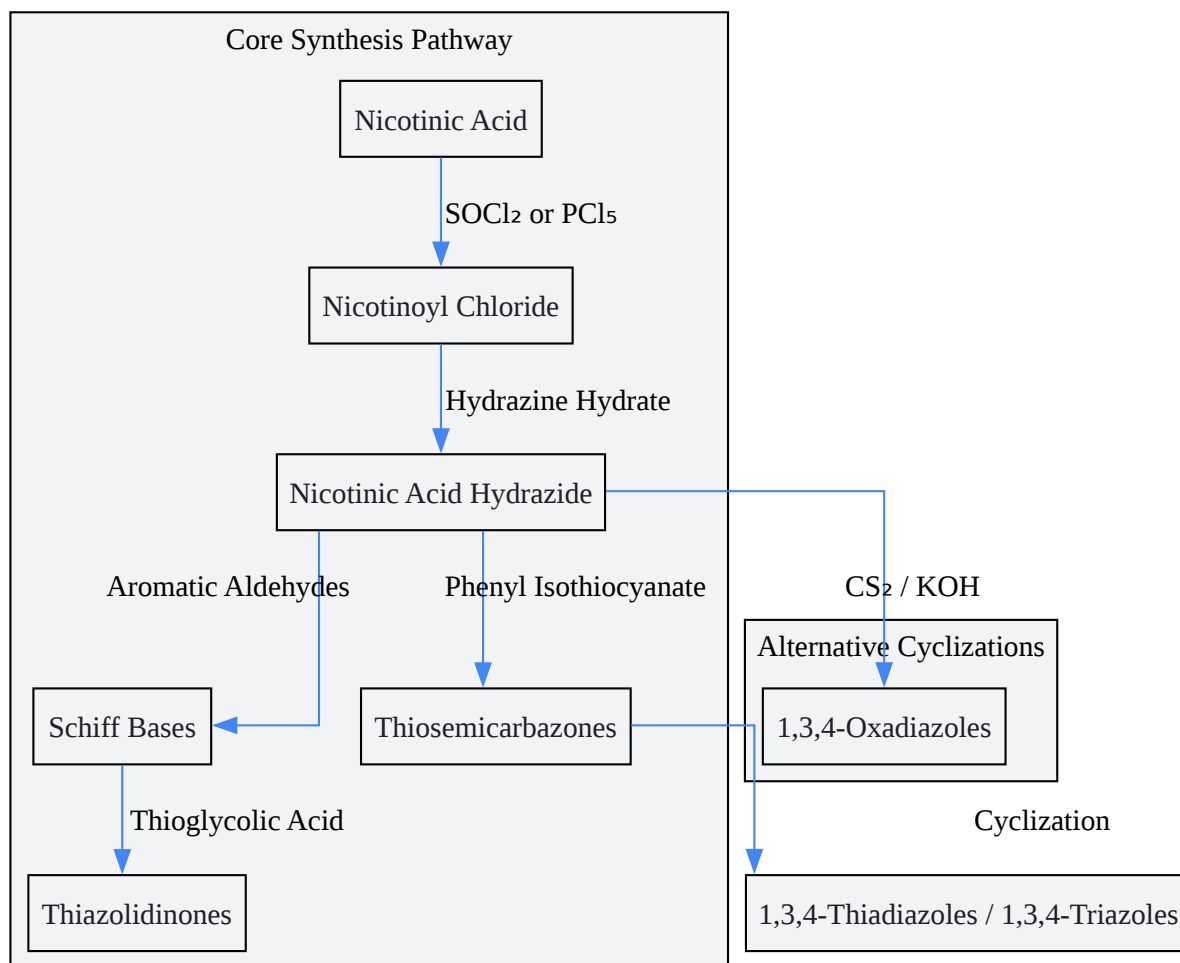 Core Synthesis Pathway
Nicotinic Acid
SOCl₂ or PCl₅
Nicotinoyl Chloride
Hydrazine Hydrate
Nicotinic Acid Hydrazide
Aromatic Aldehydes
Phenyl Isothiocyanate
CS₂ / KOH
Alternative Cyclizations
Schiff Bases
Thiosemicarbazones
1,3,4-Oxadiazoles
Thioglycolic Acid
Cyclization
Thiazolidinones
1,3,4-Thiadiazoles / 1,3,4-Triazoles